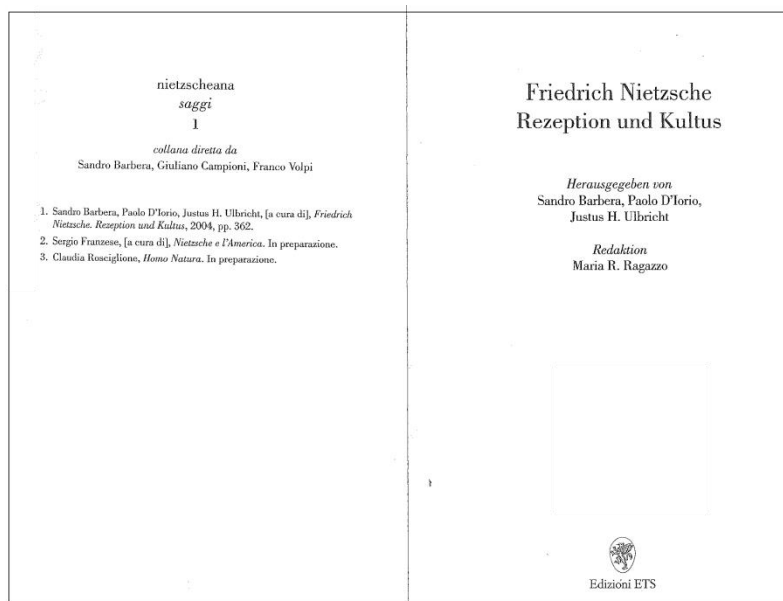 nietzscheana
saggi
1
collana diretta da
Sandro Barbera, Giuliano Campioni, Franco Volpi
1. Sandro Barbera, Paolo D'Iorio, Justus H. Ulbricht, [a cura di], Friedrich
Nietzsche. Rezeption und Kultus, 2004, pp. 362.
2. Sergio Franzese, [a cura di], Nietzsche e l'America. In preparazione.
3. Claudia Rosciglione, Homo Natura. In preparazione.
Friedrich Nietzsche
Rezeption und Kultus
Herausgegeben von
Sandro Barbera, Paolo D'Iorio,
Justus H. Ulbricht
Redaktion
Maria R. Ragazzo
Edizioni ETS